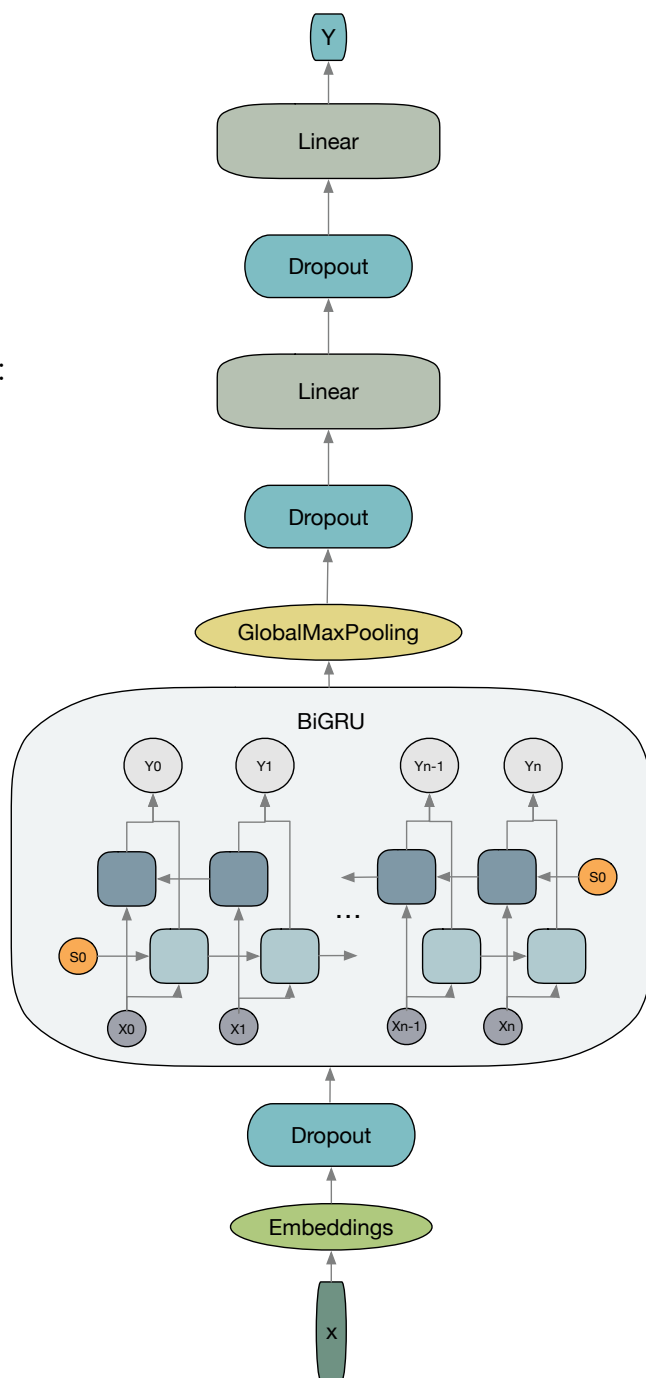 Y
Linear
Dropout
:
Linear
Dropout
GlobalMaxPooling
BiGRU
Y0 Y1 Yn-1 Yn
S0
...
S0
X0 X1 Xn-1 Xn
Dropout
Embeddings
x